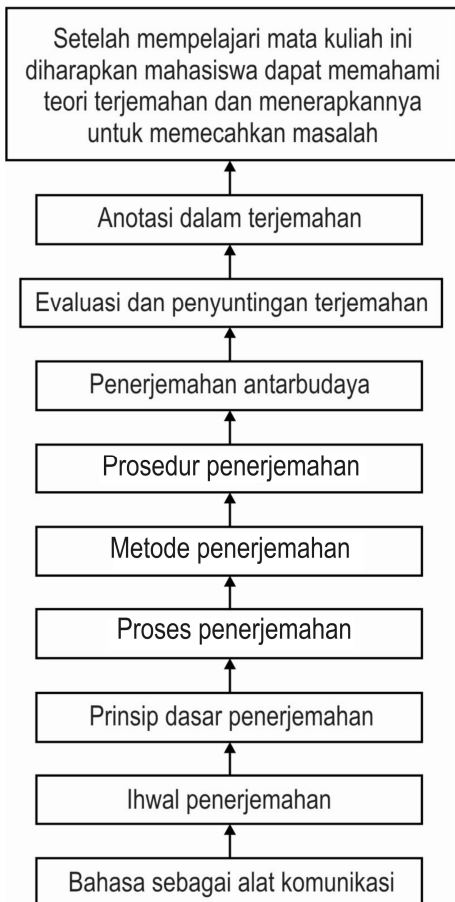 Setelah mempelajari mata kuliah ini
diharapkan mahasiswa dapat memahami
teori terjemahan dan menerapkannya
untuk memecahkan masalah
Anotasi dalam terjemahan
Evaluasi dan penyuntingan terjemahan
Penerjemahan antarbudaya
Prosedur penerjemahan
Metode penerjemahan
Proses penerjemahan
Prinsip dasar penerjemahan
Ihwal penerjemahan
Bahasa sebagai alat komunikasi